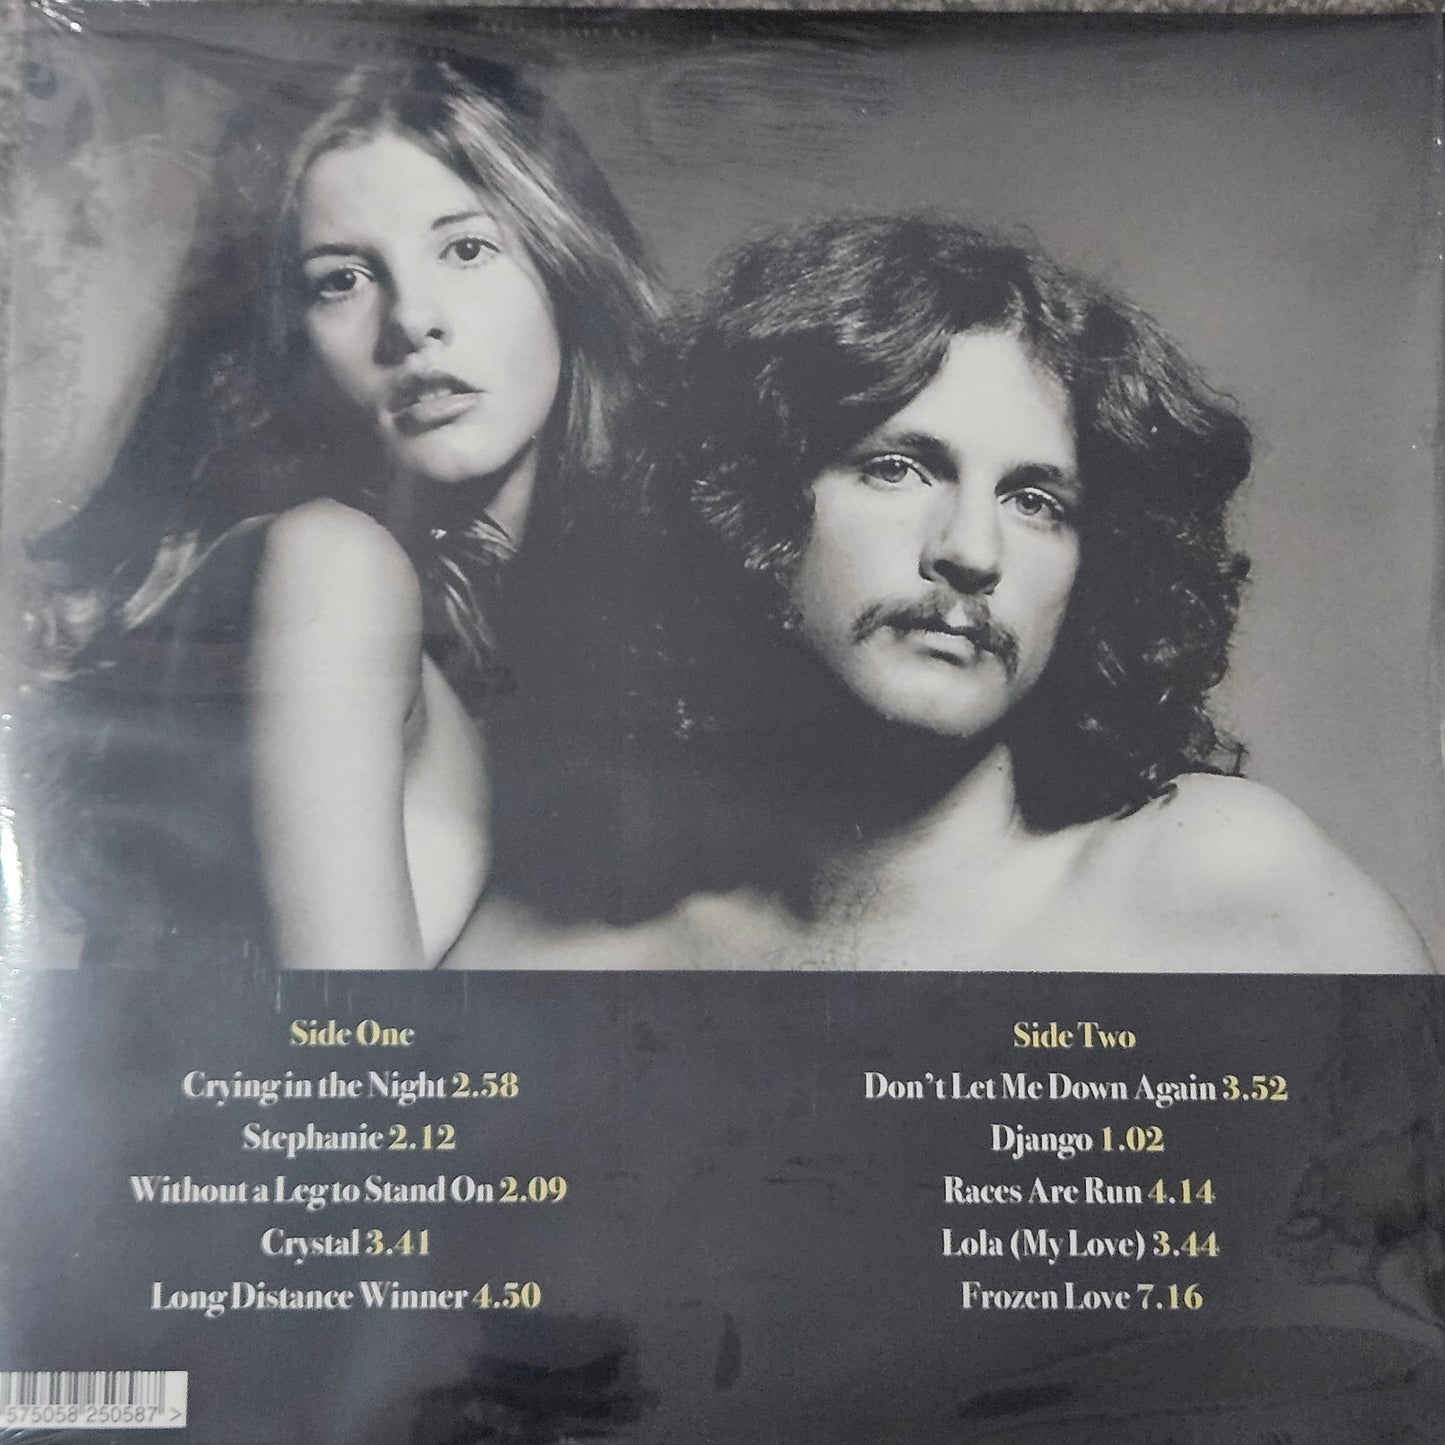 Side One
Crying in the Night 2.58
Stephanie 2.12
Without a Leg to Stand On 2.09
Crystal 3.41
Long Distance Winner 4.50
Side Two
Don't Let Me Down Again 3.52
Django 1.02
Races Are Run 4.14
Lola (My Love) 3.44
Frozen Love 7.16
575058 250587 >